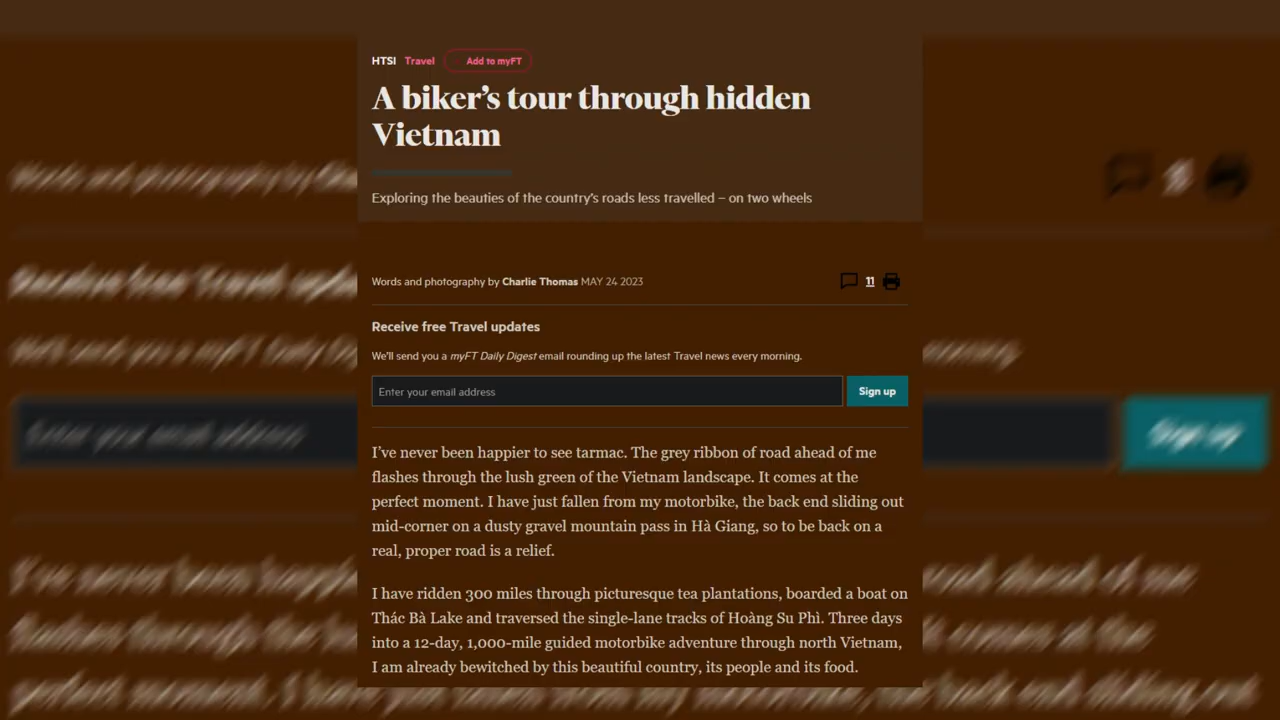 HTSI Travel Add to myFT
A biker's tour through hidden
Vietnam
Exploring the beauties of the country's roads less travelled – on two wheels
Words and photography by Charlie Thomas MAY 24 2023 11
Receive free Travel updates
We'll send you a myFT Daily Digest email rounding up the latest Travel news every morning.
Enter your email address Sign up
I've never been happier to see tarmac. The grey ribbon of road ahead of me
flashes through the lush green of the Vietnam landscape. It comes at the
perfect moment. I have just fallen from my motorbike, the back end sliding out
mid-corner on a dusty gravel mountain pass in Hà Giang, so to be back on a
real, proper road is a relief.
I have ridden 300 miles through picturesque tea plantations, boarded a boat on
Thác Bà Lake and traversed the single-lane tracks of Hoàng Su Phì. Three days
into a 12-day, 1,000-mile guided motorbike adventure through north Vietnam,
I am already bewitched by this beautiful country, its people and its food.